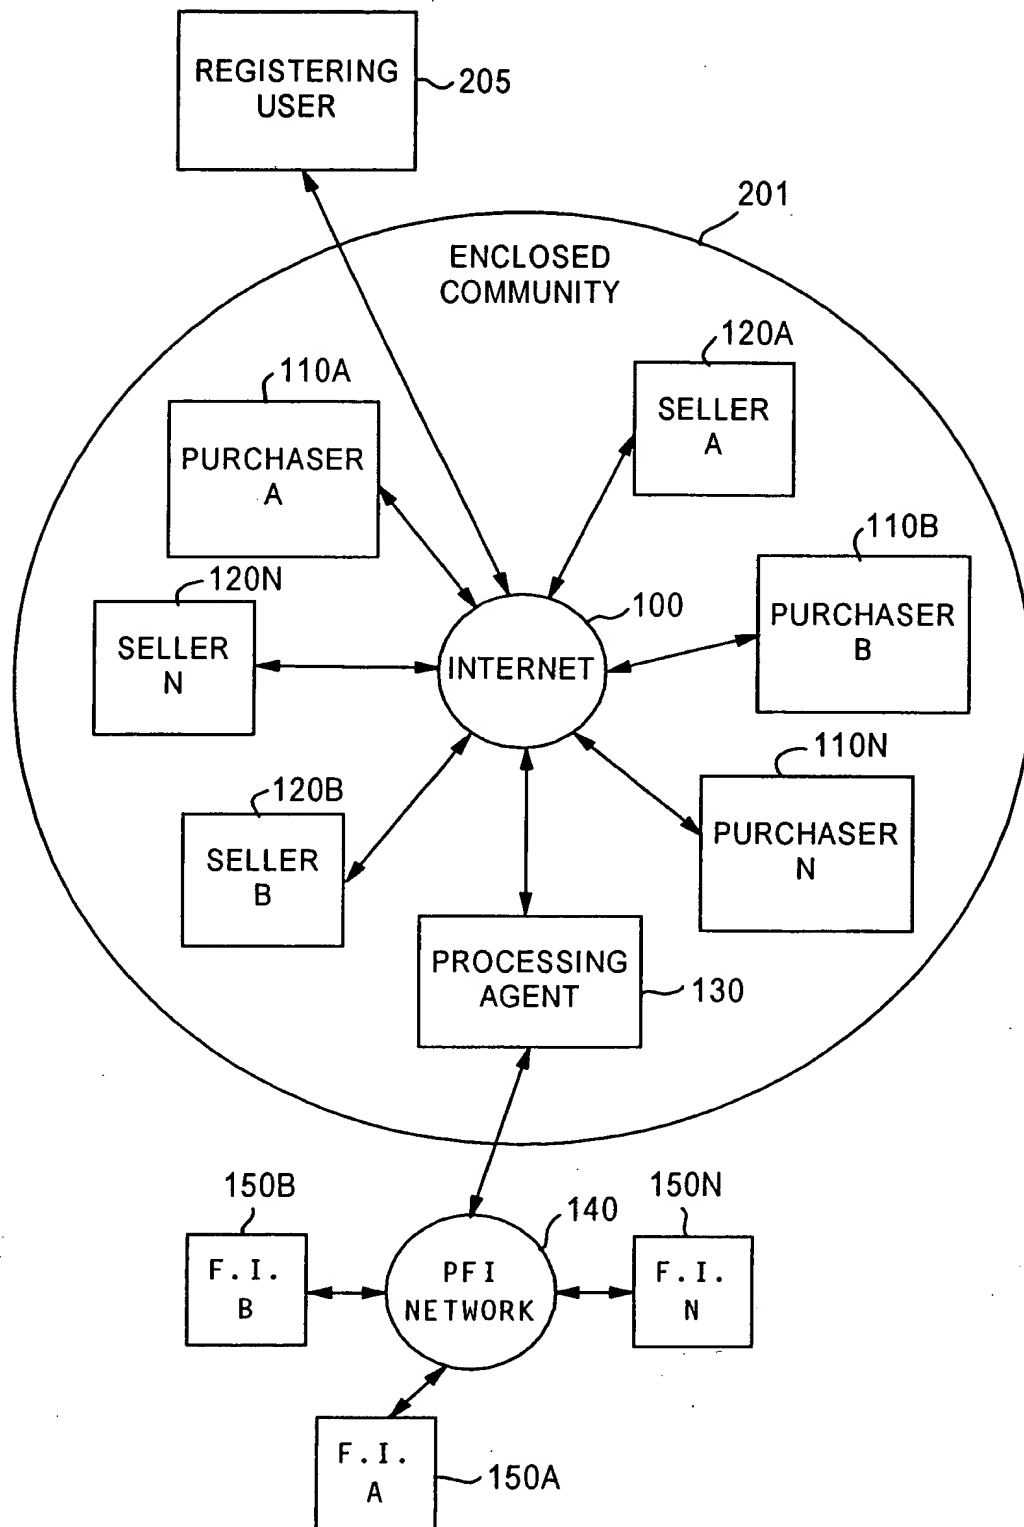 REGISTERING
USER
205
201
ENCLOSED
COMMUNITY
120A
SELLER
A
110A
PURCHASER
A
110B
PURCHASER
B
120N
SELLER
N
100
INTERNET
110N
PURCHASER
N
120B
SELLER
B
PROCESSING
AGENT
130
150B
F. I.
B
140
PFI
NETWORK
150N
F. I.
N
F. I.
A
150A